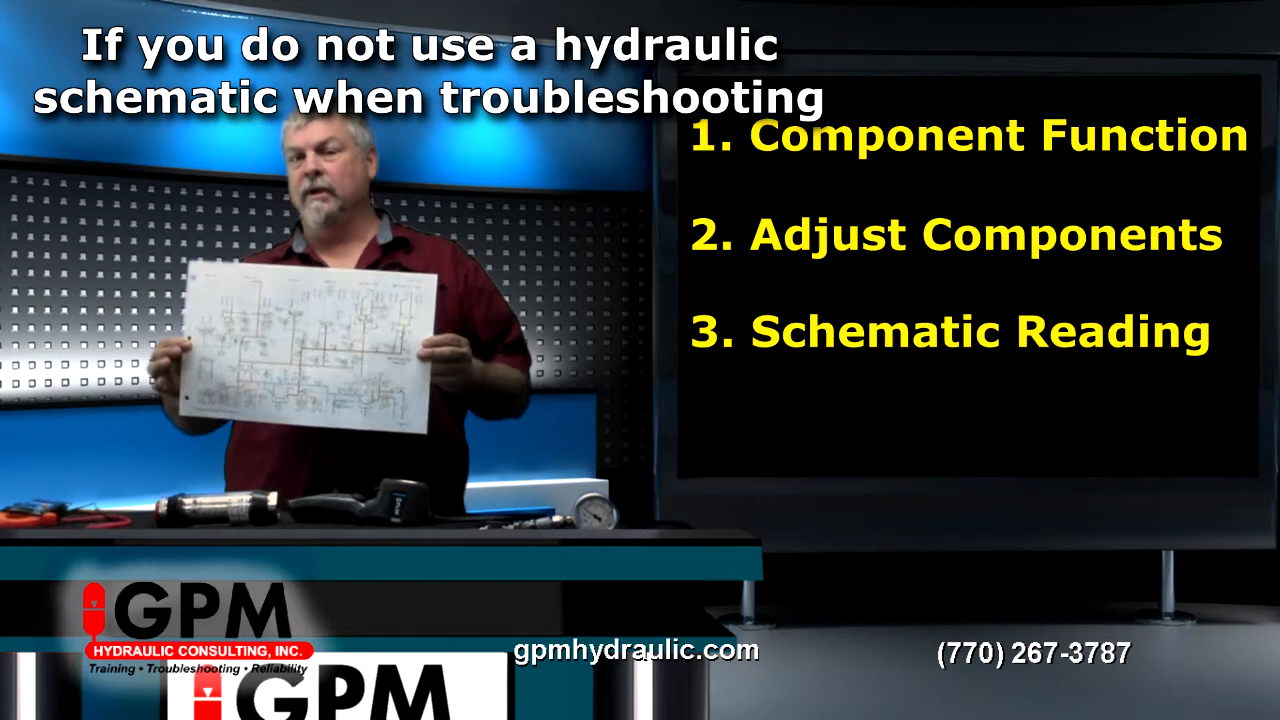 If you do not use a hydraulic
schematic when troubleshooting
1. Component Function
2. Adjust Components
3. Schematic Reading
GPM
HYDRAULIC CONSULTING, INC.
Training • Troubleshooting • Reliability
gpmhydraulic.com
(770) 267-3787
GPM